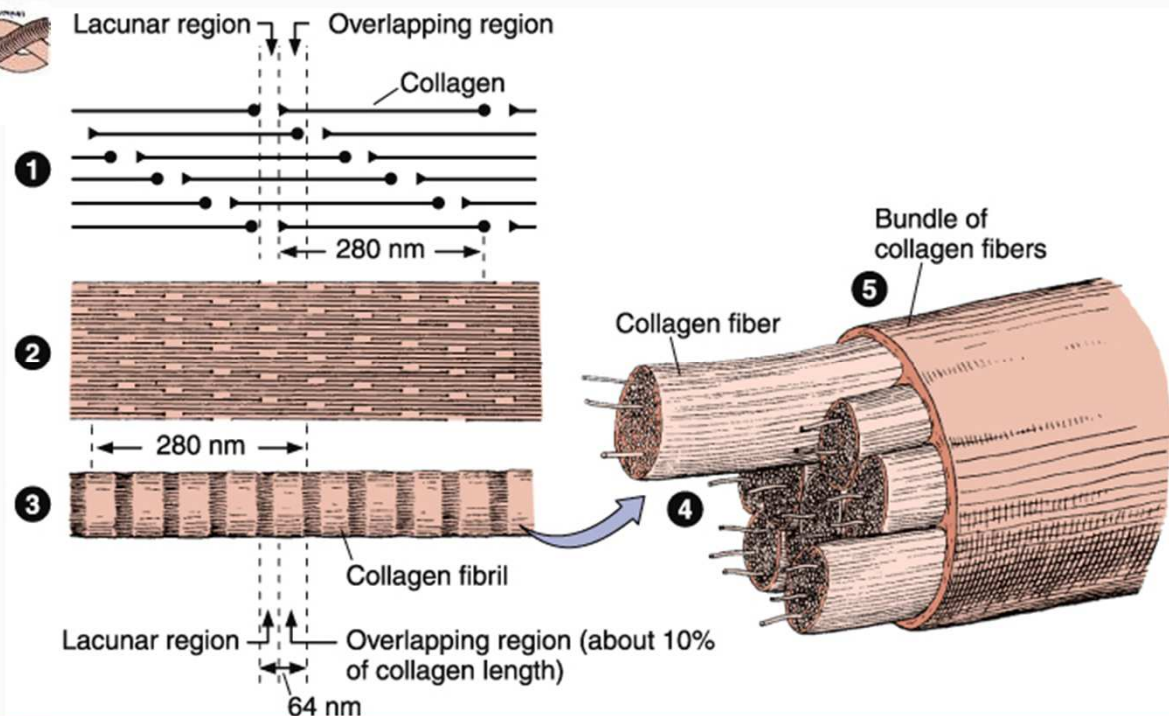 Lacunar region
Overlapping region
Collagen
1
280 nm
2
280 nm
3
Collagen fibril
Lacunar region
Overlapping region (about 10%
of collagen length)
64 nm
Bundle of
collagen fibers
5
Collagen fiber
4